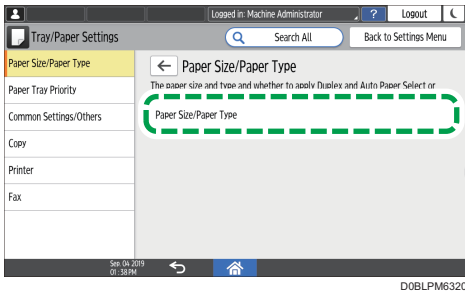 Logged in: Machine Administrator
?
Logout
Tray/Paper Settings
Search All
Back to Settings Menu
Paper Size/Paper Type
Paper Tray Priority
Common Settings/Others
Copy
Printer
Fax
Paper Size/Paper Type
The paper size and type and whether to apply Duplex and Auto Paper Select or
Paper Size/Paper Type
Sep. 04 2019
01:38 PM
D0BLPM6320